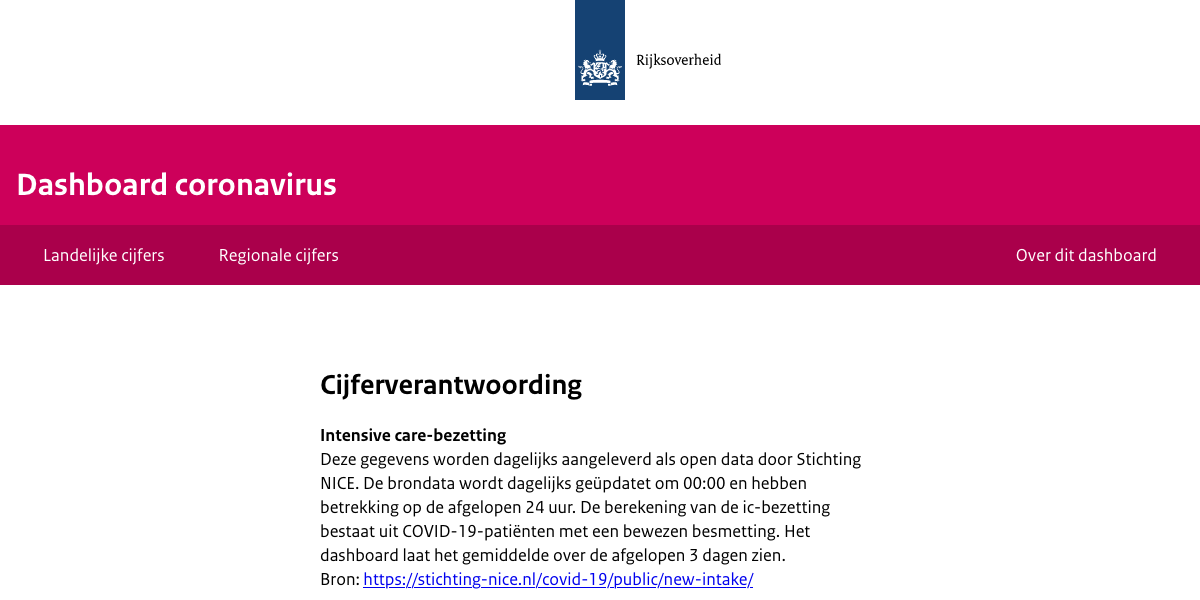 Rijksoverheid
Dashboard coronavirus
Landelijke cijfers
Regionale cijfers
Over dit dashboard
Cijferverantwoording
Intensive care-bezetting
Deze gegevens worden dagelijks aangeleverd als open data door Stichting
NICE. De brondata wordt dagelijks geüpdatet om 00:00 en hebben
betrekking op de afgelopen 24 uur. De berekening van de ic-bezetting
bestaat uit COVID-19-patiënten met een bewezen besmetting. Het
dashboard laat het gemiddelde over de afgelopen 3 dagen zien.
Bron: https://stichting-nice.nl/covid-19/public/new-intake/